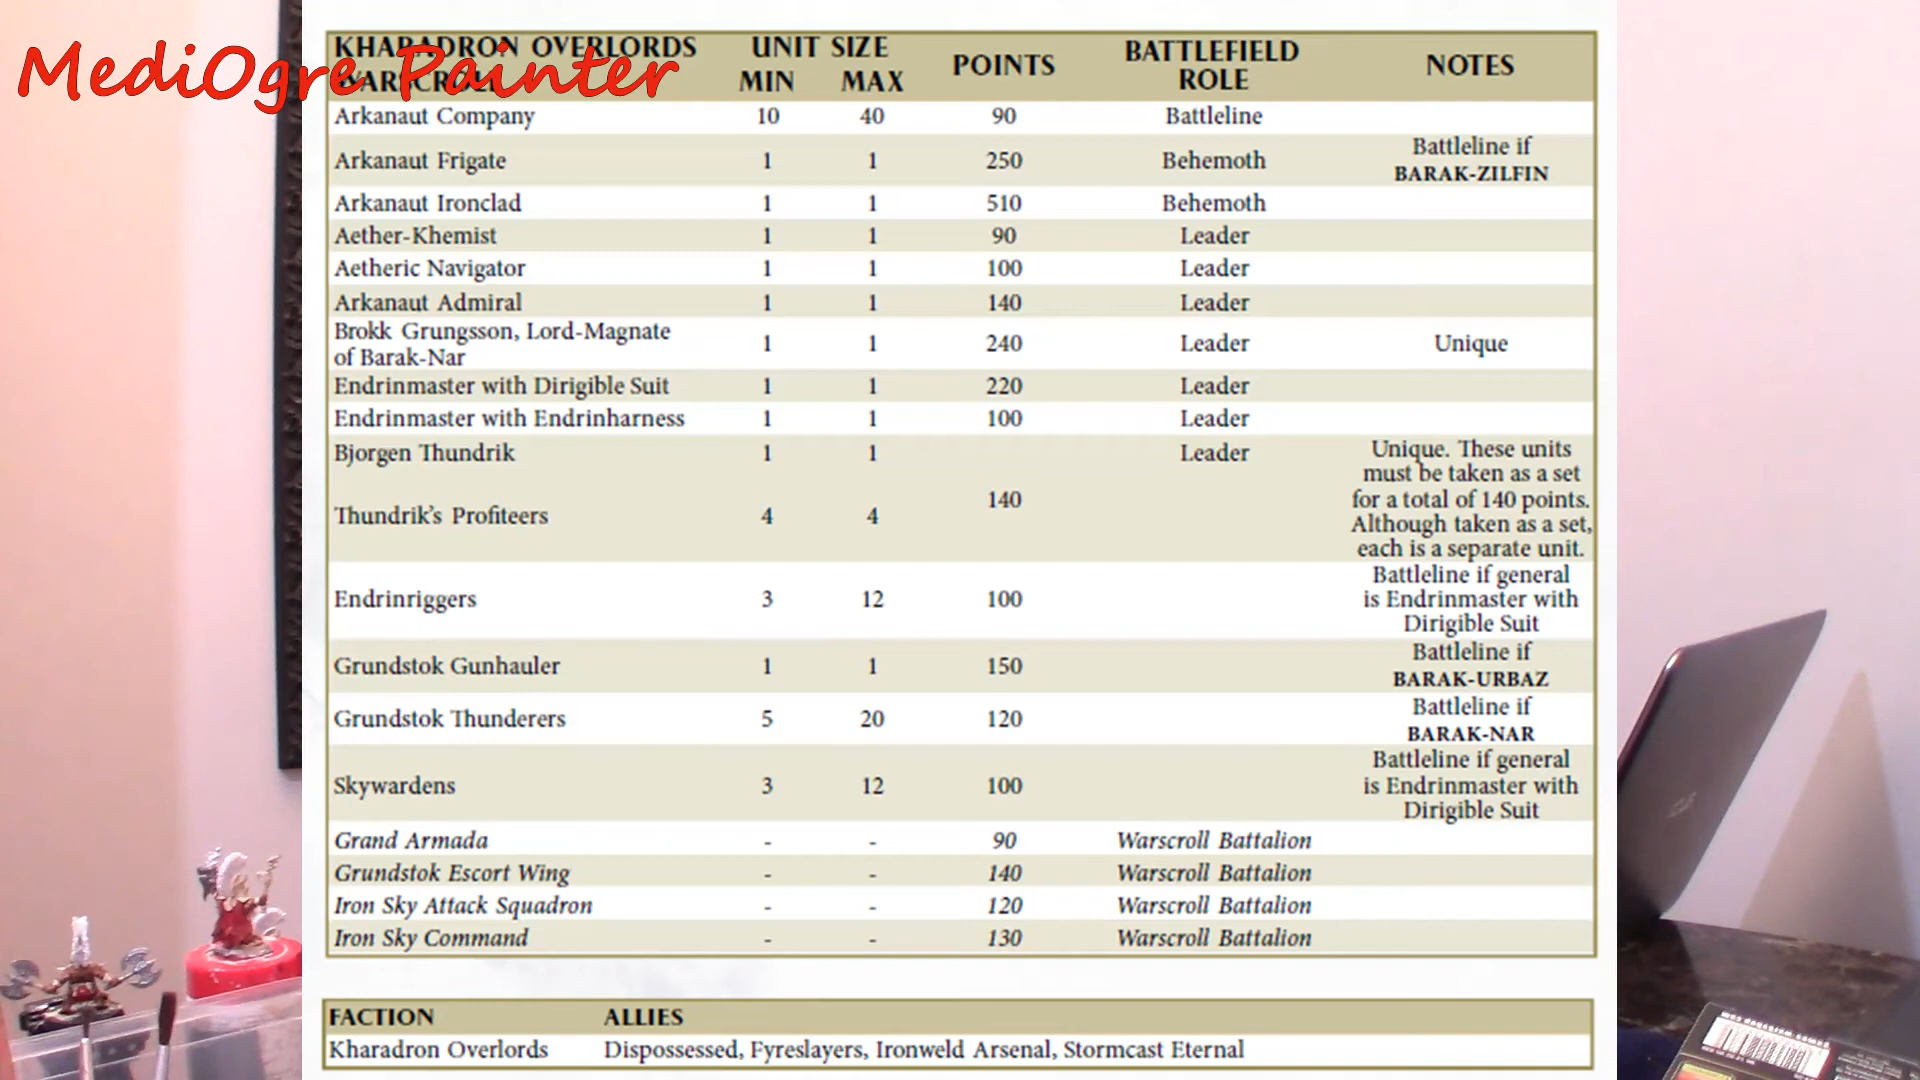 MediOgre Painter
KHARADRON OVERLORDS WARSCROLL UNIT SIZE MIN MAX POINTS BATTLEFIELD ROLE NOTES
Arkanaut Company 10 40 90 Battleline
Arkanaut Frigate 1 1 250 Behemoth Battleline if BARAK-ZILFIN
Arkanaut Ironclad 1 1 510 Behemoth
Aether-Khemist 1 1 90 Leader
Aetheric Navigator 1 1 100 Leader
Arkanaut Admiral 1 1 140 Leader
Brokk Grungsson, Lord-Magnate of Barak-Nar 1 1 240 Leader Unique
Endrinmaster with Dirigible Suit 1 1 220 Leader
Endrinmaster with Endrinharness 1 1 100 Leader
Bjorgen Thundrik 1 1 Leader
Thundrik's Profiteers 4 4
140
Unique. These units
must be taken as a set
for a total of 140 points.
Although taken as a set,
each is a separate unit.
Endrinriggers 3 12 100 Battleline if general is Endrinmaster with Dirigible Suit
Grundstok Gunhauler 1 1 150 Battleline if BARAK-URBAZ
Grundstok Thunderers 5 20 120 Battleline if BARAK-NAR
Skywardens 3 12 100 Battleline if general is Endrinmaster with Dirigible Suit
Grand Armada - - 90 Warscroll Battalion
Grundstok Escort Wing - - 140 Warscroll Battalion
Iron Sky Attack Squadron - - 120 Warscroll Battalion
Iron Sky Command - - 130 Warscroll Battalion
FACTION ALLIES
Kharadron Overlords Dispossessed, Fyreslayers, Ironweld Arsenal, Stormcast Eternal